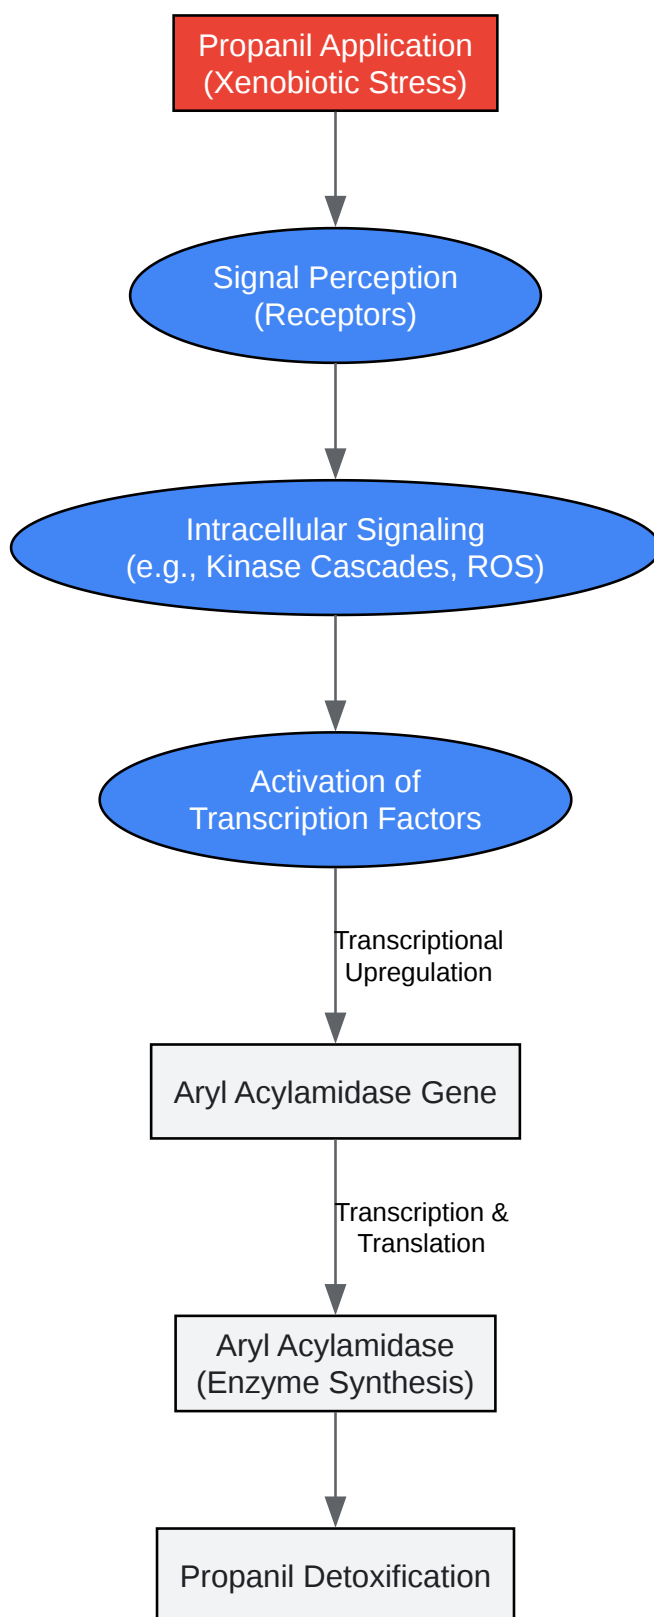 Propanil Application
(Xenobiotic Stress)
Signal Perception
(Receptors)
Intracellular Signaling
(e.g., Kinase Cascades, ROS)
Activation of
Transcription Factors
Transcriptional
Upregulation
Aryl Acylamidase Gene
Transcription &
Translation
Aryl Acylamidase
(Enzyme Synthesis)
Propanil Detoxification